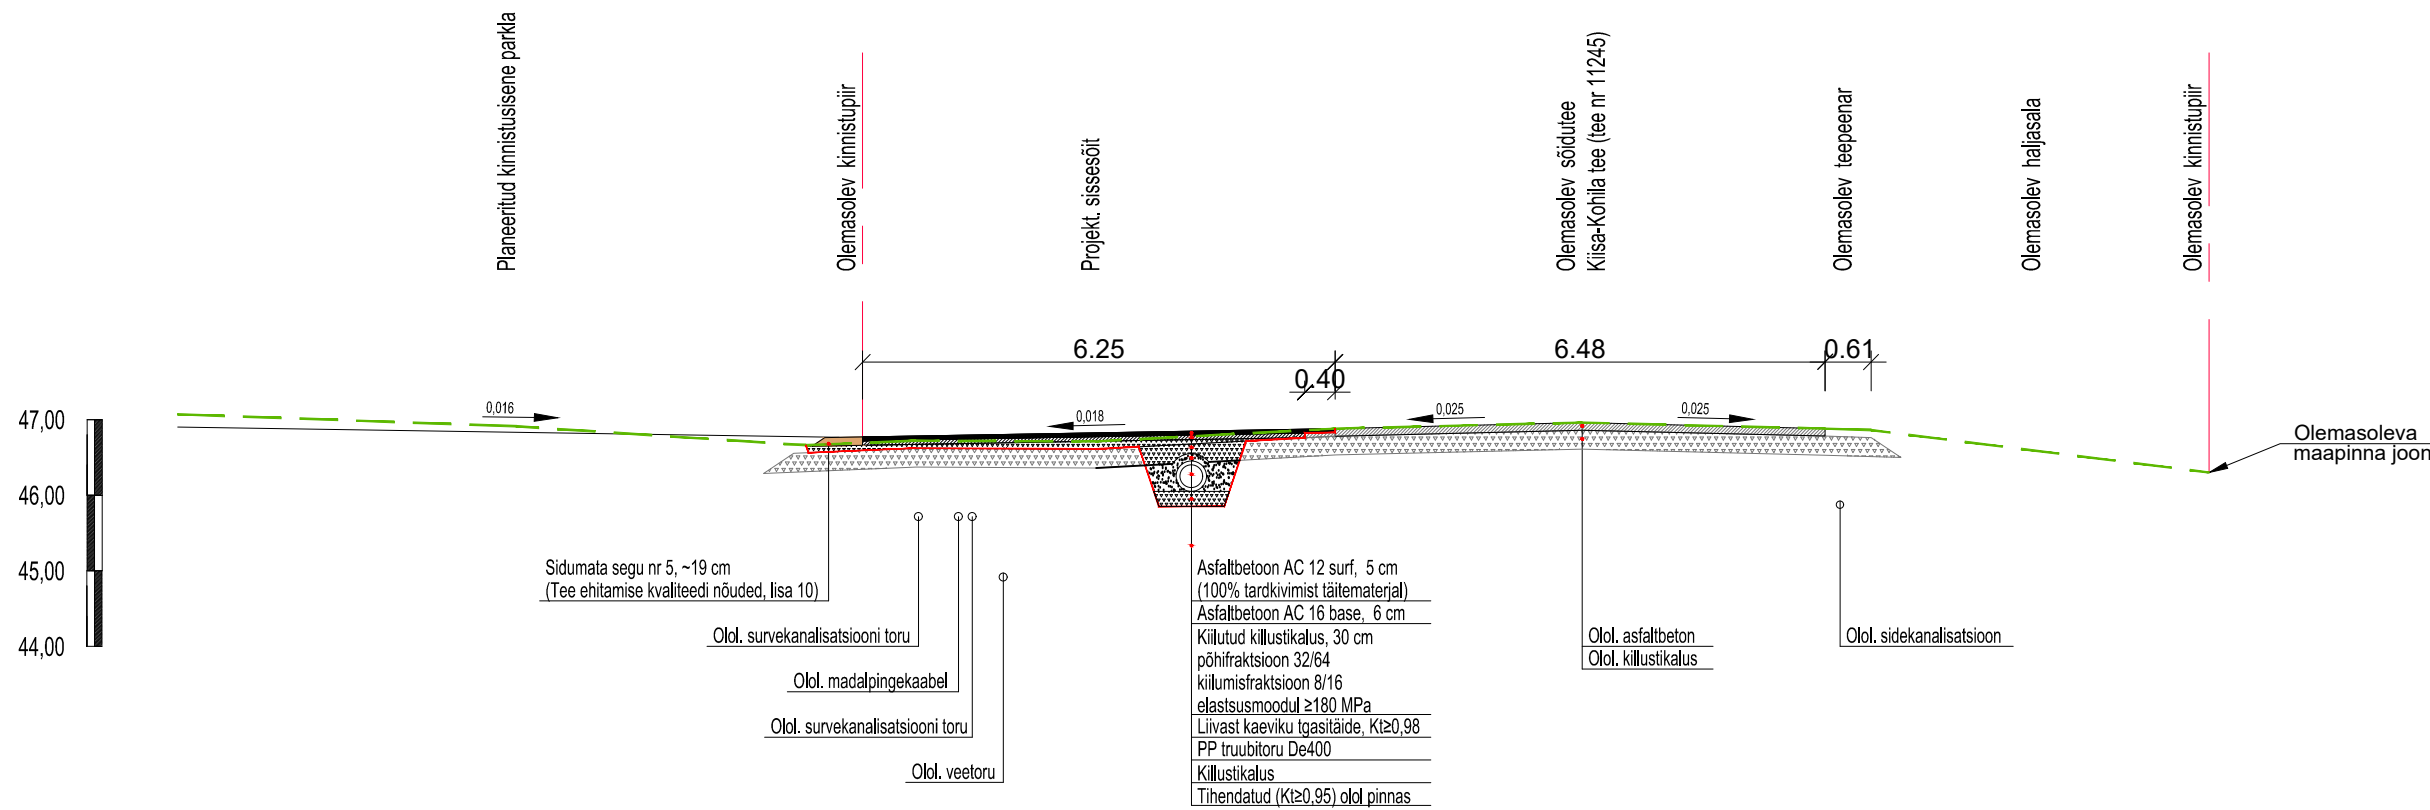 Planeeritud kinnistusisene parkla
Olemasolev kinnistupiir
Projekt. sissesõit
Olemasolev sõidutee
Kiisa-Kohila tee (tee nr 11245)
Olemasolev teepeenar
Olemasolev haljasala
Olemasolev kinnistupiir
6.25
6.48
0.61
0.40
0,016
0,018
0,025
0,025
47,00
46,00
45,00
44,00
Olemasoleva
maapinna joon
Sidumata segu nr 5, ~19 cm
(Tee ehitamise kvaliteedi nõuded, lisa 10)
Olol. survekanalisatsiooni toru
Olol. madalpingekaabel
Olol. survekanalisatsiooni toru
Olol. veetoru
Asfaltbetoon AC 12 surf, 5 cm
(100% tardkivimist täitematerjal)
Asfaltbetoon AC 16 base, 6 cm
Kiilutud killustikalus, 30 cm
põhifraktsioon 32/64
kiilumisfraktsioon 8/16
elastsusmoodul ≥180 MPa
Liivast kaeviku tgasitäide, Kt≥0,98
PP truubitoru De400
Killustikalus
Tihendatud (Kt≥0,95) olol pinnas
Olol. asfaltbeton
Olol. killustikalus
Olol. sidekanalisatsioon